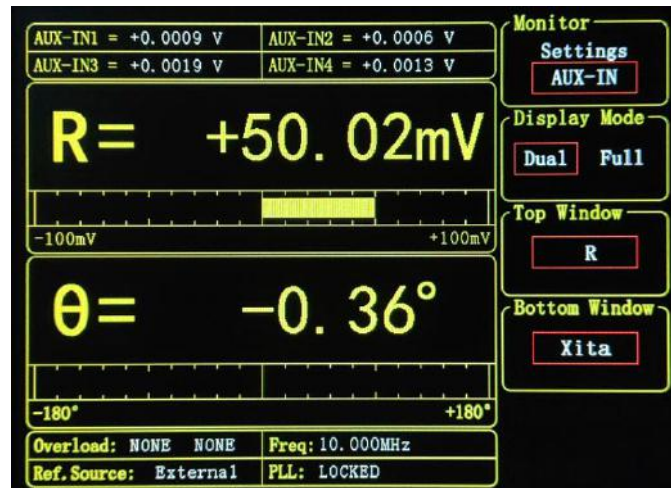 AUX-IN1 = +0.0009 V AUX-IN2 = +0.0006 V
AUX-IN3 = +0.0019 V AUX-IN4 = +0.0013 V
R= +50.02mV
-100mV +100mV
θ= -0.36°
-180° +180°
Overload: NONE NONE Freq: 10.000MHz
Ref.Source: External PLL: LOCKED
Monitor
Settings
AUX-IN
Display Mode
Dual Full
Top Window
R
Bottom Window
Xita